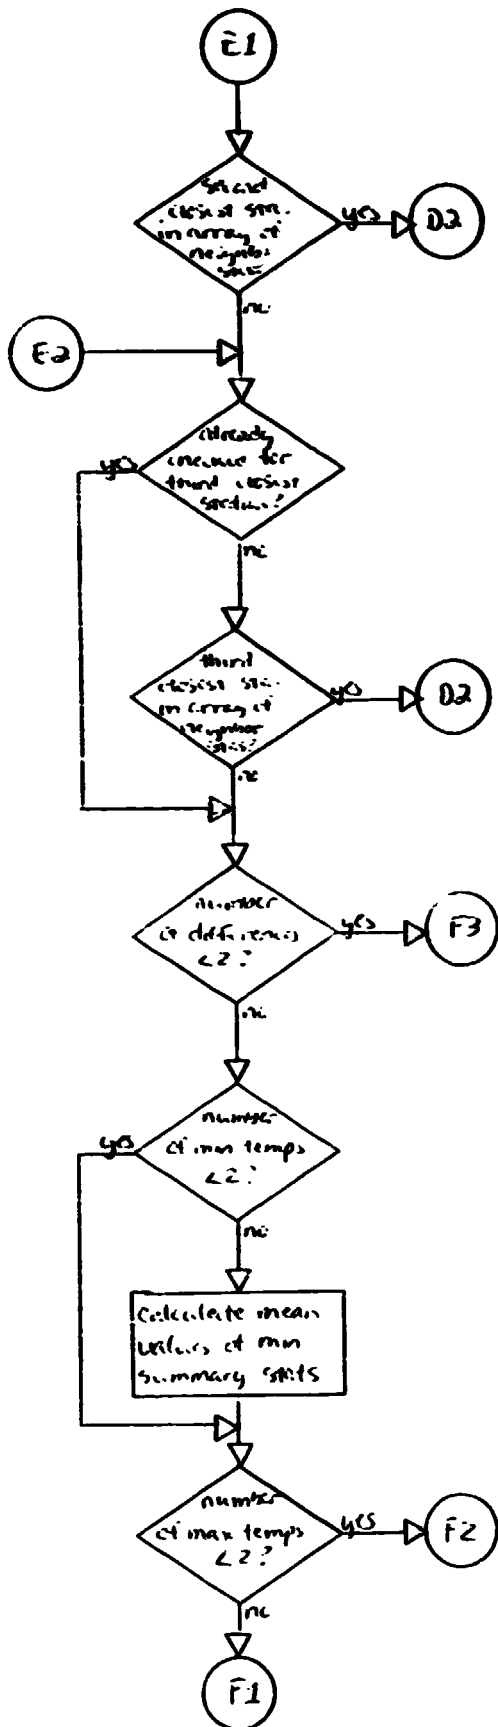 E1
Second
closest stn.
in array of
neighbor
yes
D2
no
E2
already
yes
for
third closest
station?
no
third
closest stn.
in array of
neighbor
stns?
yes
D2
no
number
of differences
<2?
yes
F3
no
number
yes
of min temps
<2?
no
Calculate mean
values of min
summary stats
number
of max temps
yes
F2
<2?
no
F1